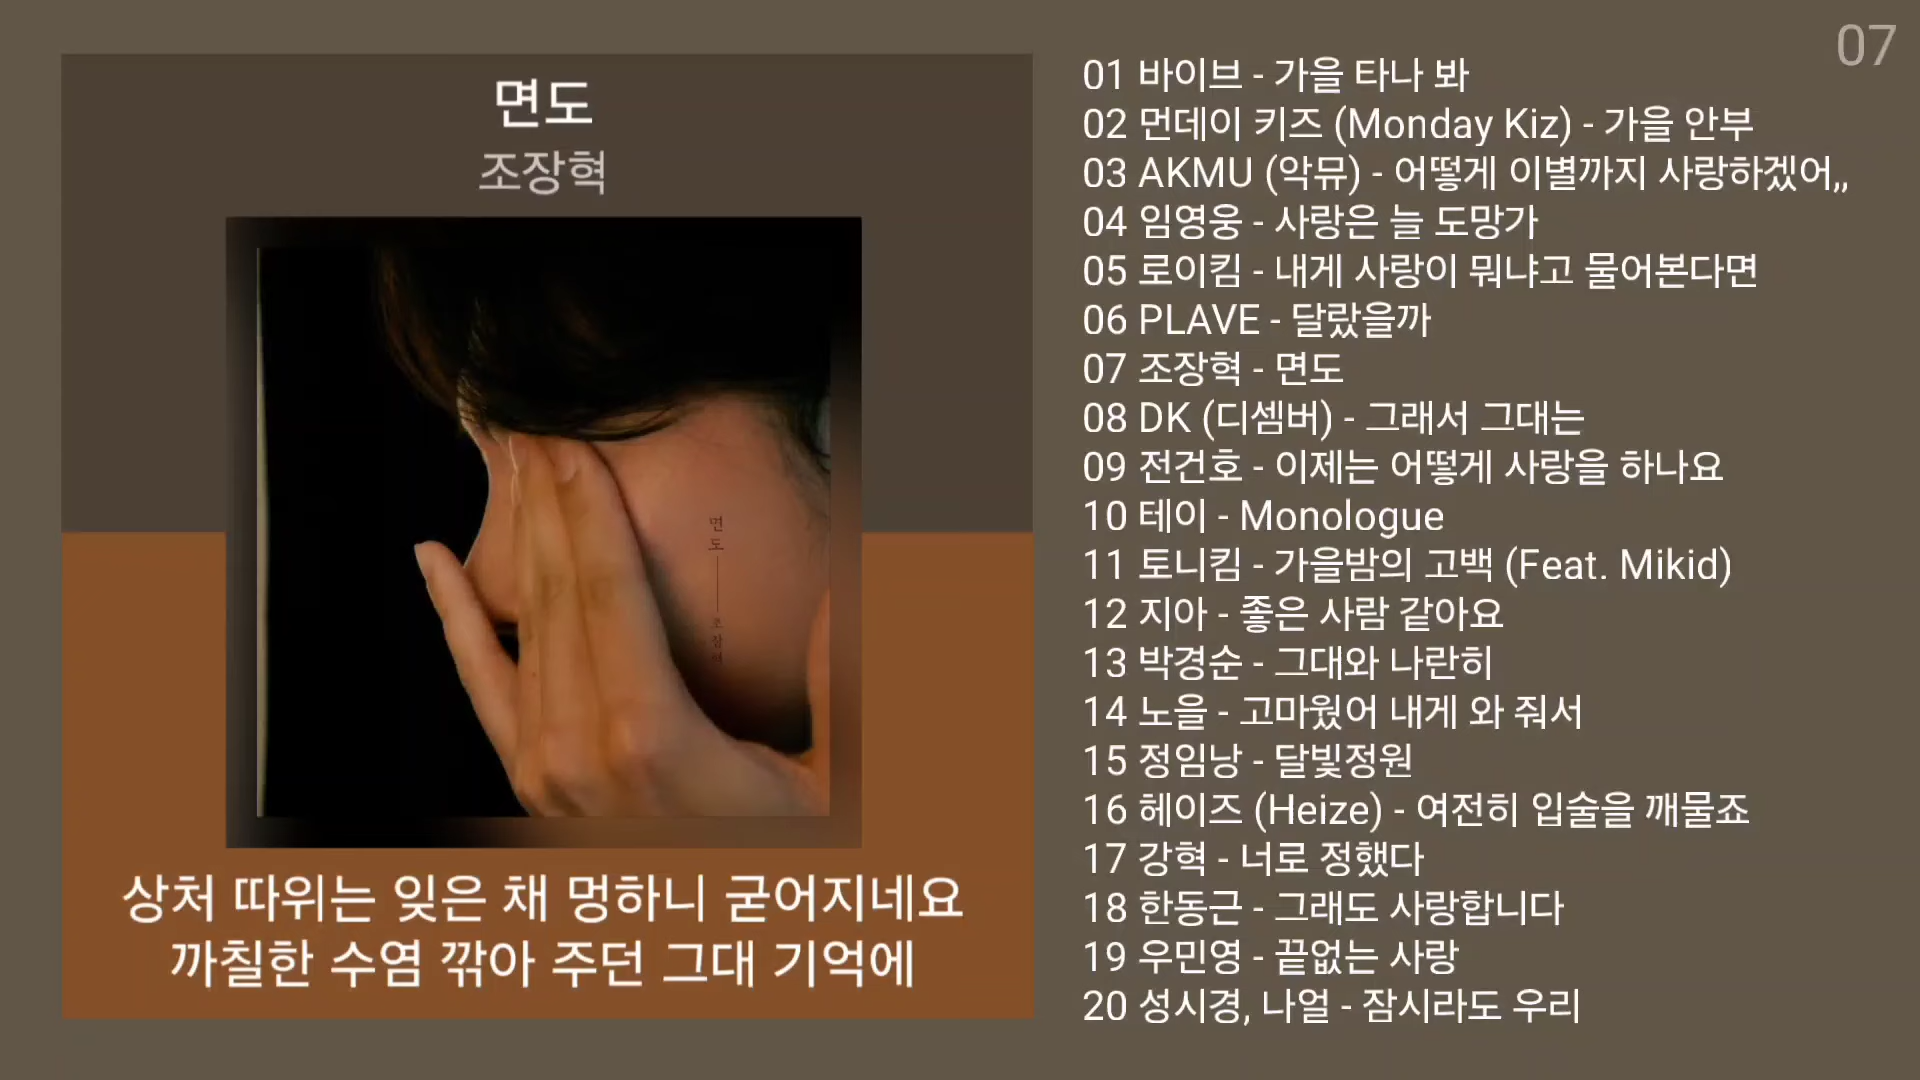 07
면도
조장혁
면도
조장혁
상처 따위는 잊은 채 멍하니 굳어지네요
까칠한 수염 깎아 주던 그대 기억에
01 바이브 - 가을 타나 봐
02 먼데이 키즈 (Monday Kiz) - 가을 안부
03 AKMU (악뮤) - 어떻게 이별까지 사랑하겠어,,
04 임영웅 - 사랑은 늘 도망가
05 로이킴 - 내게 사랑이 뭐냐고 물어본다면
06 PLAVE - 달랐을까
07 조장혁 - 면도
08 DK (디셈버) - 그래서 그대는
09 전건호 - 이제는 어떻게 사랑을 하나요
10 테이 - Monologue
11 토니킴 - 가을밤의 고백 (Feat. Mikid)
12 지아 - 좋은 사람 같아요
13 박경순 - 그대와 나란히
14 노을 - 고마웠어 내게 와 줘서
15 정임낭 - 달빛정원
16 헤이즈 (Heize) - 여전히 입술을 깨물죠
17 강혁 - 너로 정했다
18 한동근 - 그래도 사랑합니다
19 우민영 - 끝없는 사랑
20 성시경, 나얼 - 잠시라도 우리